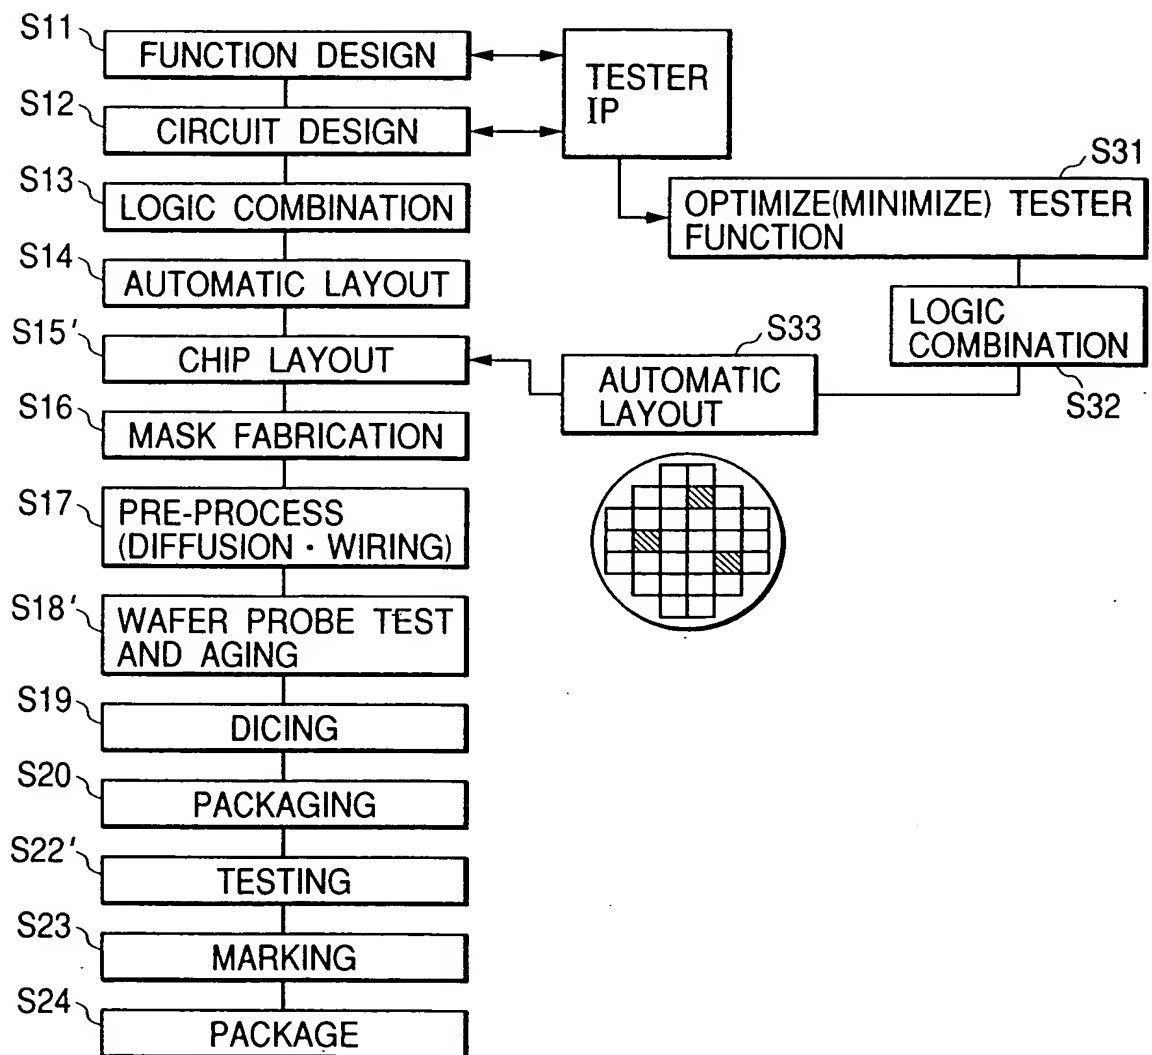 S11
FUNCTION DESIGN
S12
CIRCUIT DESIGN
TESTER
IP
S13
LOGIC COMBINATION
S14
AUTOMATIC LAYOUT
S15'
CHIP LAYOUT
S16
MASK FABRICATION
S17
PRE-PROCESS
(DIFFUSION · WIRING)
S18'
WAFER PROBE TEST
AND AGING
S19
DICING
S20
PACKAGING
S22'
TESTING
S23
MARKING
S24
PACKAGE
S31
OPTIMIZE(MINIMIZE) TESTER
FUNCTION
LOGIC
COMBINATION
S32
S33
AUTOMATIC
LAYOUT